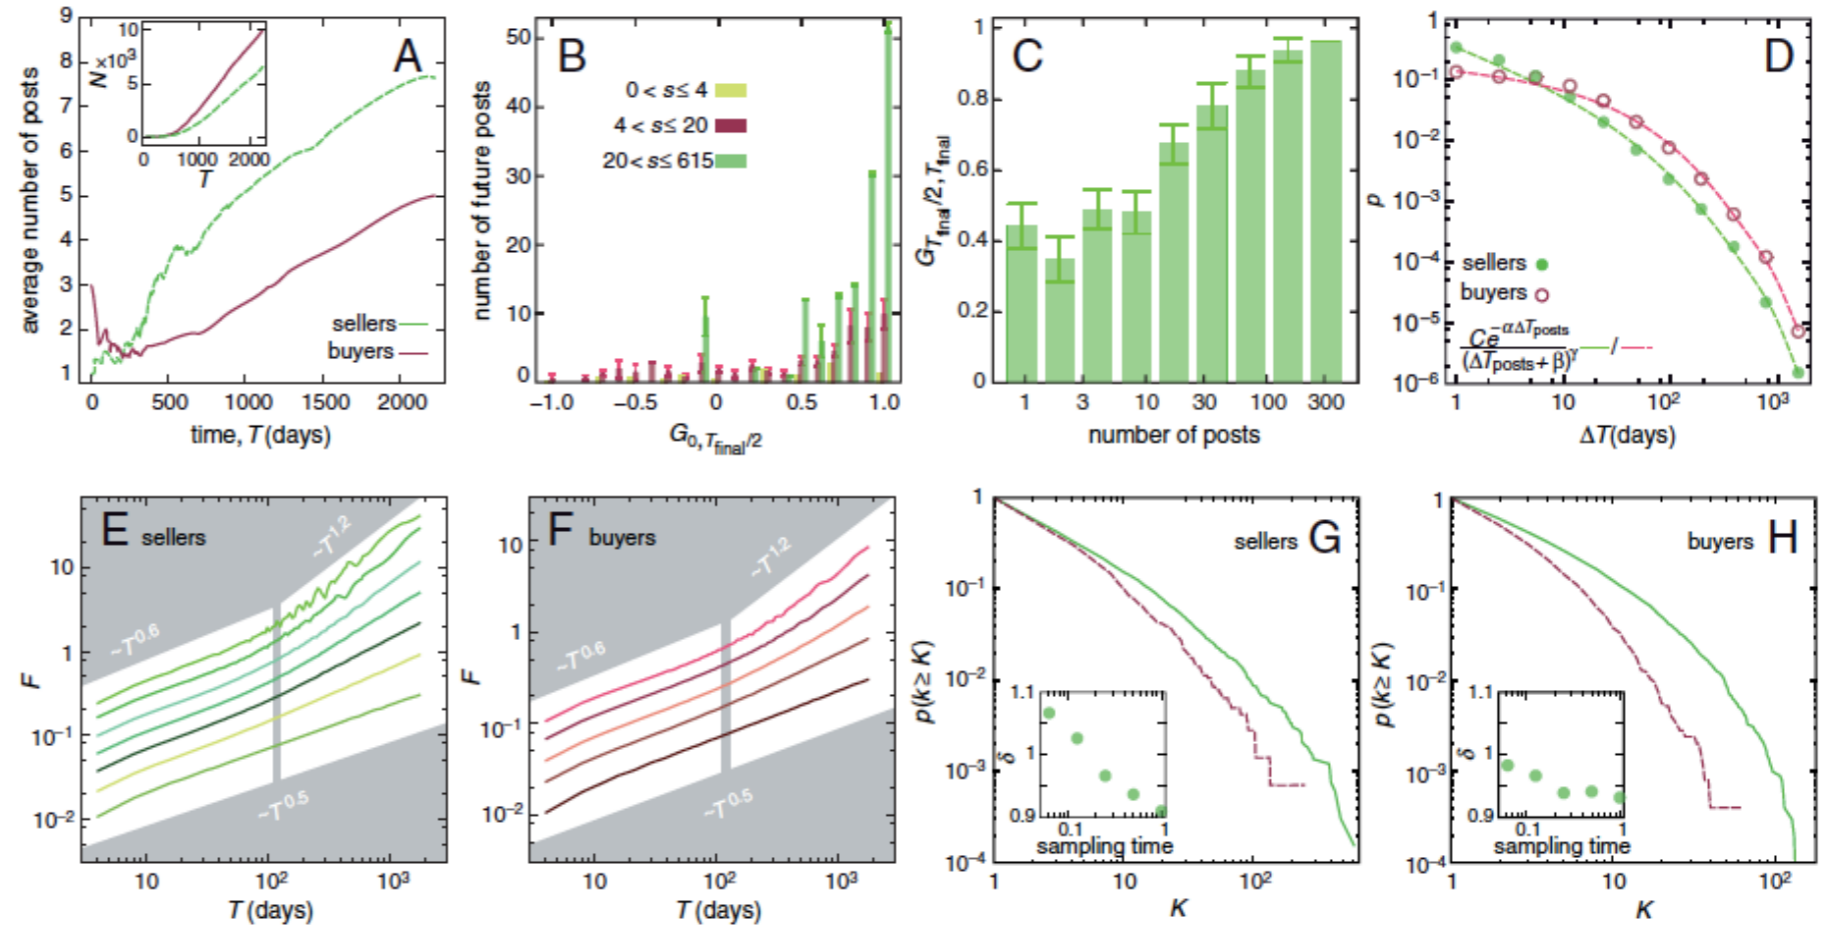 A
average number of posts
9
8
7
6
5
4
3
2
1
0
500
1000
1500
2000
time, T(days)
N ×10³
10
5
0
0
1000
2000
T
sellers
buyers
B
number of future posts
50
40
30
20
10
0
0 < s ≤ 4
4 < s ≤ 20
20 < s ≤ 615
−1.0
−0.5
0
0.5
1.0
G₀,T_final/2
C
G_T_final/2, T_final
1
0.8
0.6
0.4
0.2
0
1
3
10
30
100
300
number of posts
D
p
1
10⁻¹
10⁻²
10⁻³
10⁻⁴
10⁻⁵
10⁻⁶
sellers
buyers
Ce^−αΔT_posts
(ΔT_posts + β)^γ
/
1
10
10²
10³
ΔT(days)
E sellers
F
10
1
10⁻¹
10⁻²
~T^1.2
~T^0.6
~T^0.5
10
10²
10³
T (days)
F buyers
F
10
1
10⁻¹
10⁻²
~T^1.2
~T^0.6
~T^0.5
10
10²
10³
T (days)
sellers G
p(k ≥ K)
1
10⁻¹
10⁻²
10⁻³
10⁻⁴
1.1
1
0.9
δ
0.1
1
sampling time
1
10
10²
K
buyers H
p(k ≥ K)
1
10⁻¹
10⁻²
10⁻³
10⁻⁴
1.1
1
0.9
δ
0.1
1
sampling time
1
10
10²
K